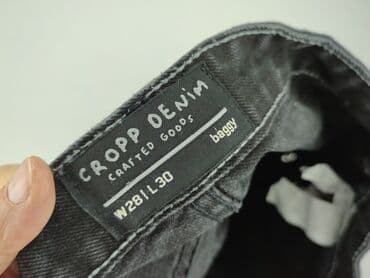 CROPP DENIM
CRAFTED GOODS
W28|L30
baggy